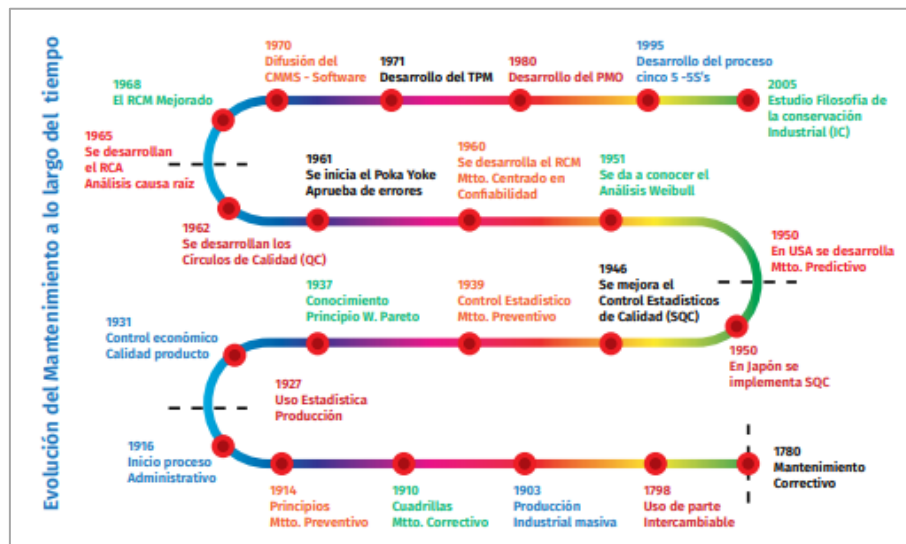 Evolución del Mantenimiento a lo largo del tiempo
1970
Difusión del
CMMS - Software
1971
Desarrollo del TPM
1980
Desarrollo del PMO
1995
Desarrollo del proceso
cinco S -5S's
2005
Estudio Filosofía de
la conservación
Industrial (IC)
1968
El RCM Mejorado
1965
Se desarrollan
el RCA
Análisis causa raíz
1962
Se desarrollan los
Círculos de Calidad (QC)
1961
Se inicia el Poka Yoke
Aprueba de errores
1960
Se desarrolla el RCM
Mtto. Centrado en
Confiabilidad
1951
Se da a conocer el
Análisis Weibull
1950
En USA se desarrolla
Mtto. Predictivo
1950
En Japón se
implementa SQC
1946
Se mejora el
Control Estadísticos
de Calidad (SQC)
1939
Control Estadístico
Mtto. Preventivo
1937
Conocimiento
Principio W. Pareto
1931
Control económico
Calidad producto
1927
Uso Estadística
Producción
1916
Inicio proceso
Administrativo
1914
Principios
Mtto. Preventivo
1910
Cuadrillas
Mtto. Correctivo
1903
Producción
Industrial masiva
1798
Uso de parte
Intercambiable
1780
Mantenimiento
Correctivo